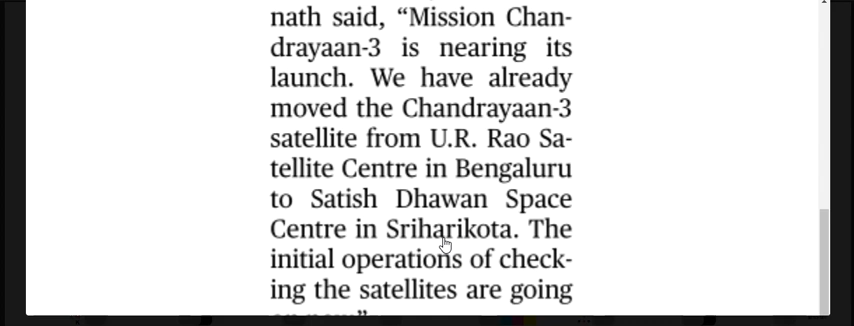 nath said, “Mission Chan-
drayaan-3 is nearing its
launch. We have already
moved the Chandrayaan-3
satellite from U.R. Rao Sa-
tellite Centre in Bengaluru
to Satish Dhawan Space
Centre in Sriharikota. The
initial operations of check-
ing the satellites are going